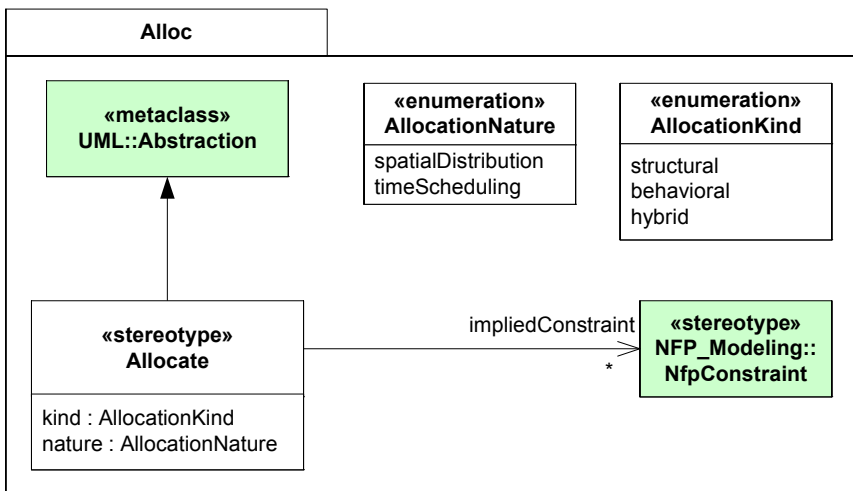 Alloc
«metaclass»
UML::Abstraction
«enumeration»
AllocationNature
spatialDistribution
timeScheduling
«enumeration»
AllocationKind
structural
behavioral
hybrid
«stereotype»
Allocate
kind : AllocationKind
nature : AllocationNature
impliedConstraint
*
«stereotype»
NFP_Modeling::
NfpConstraint